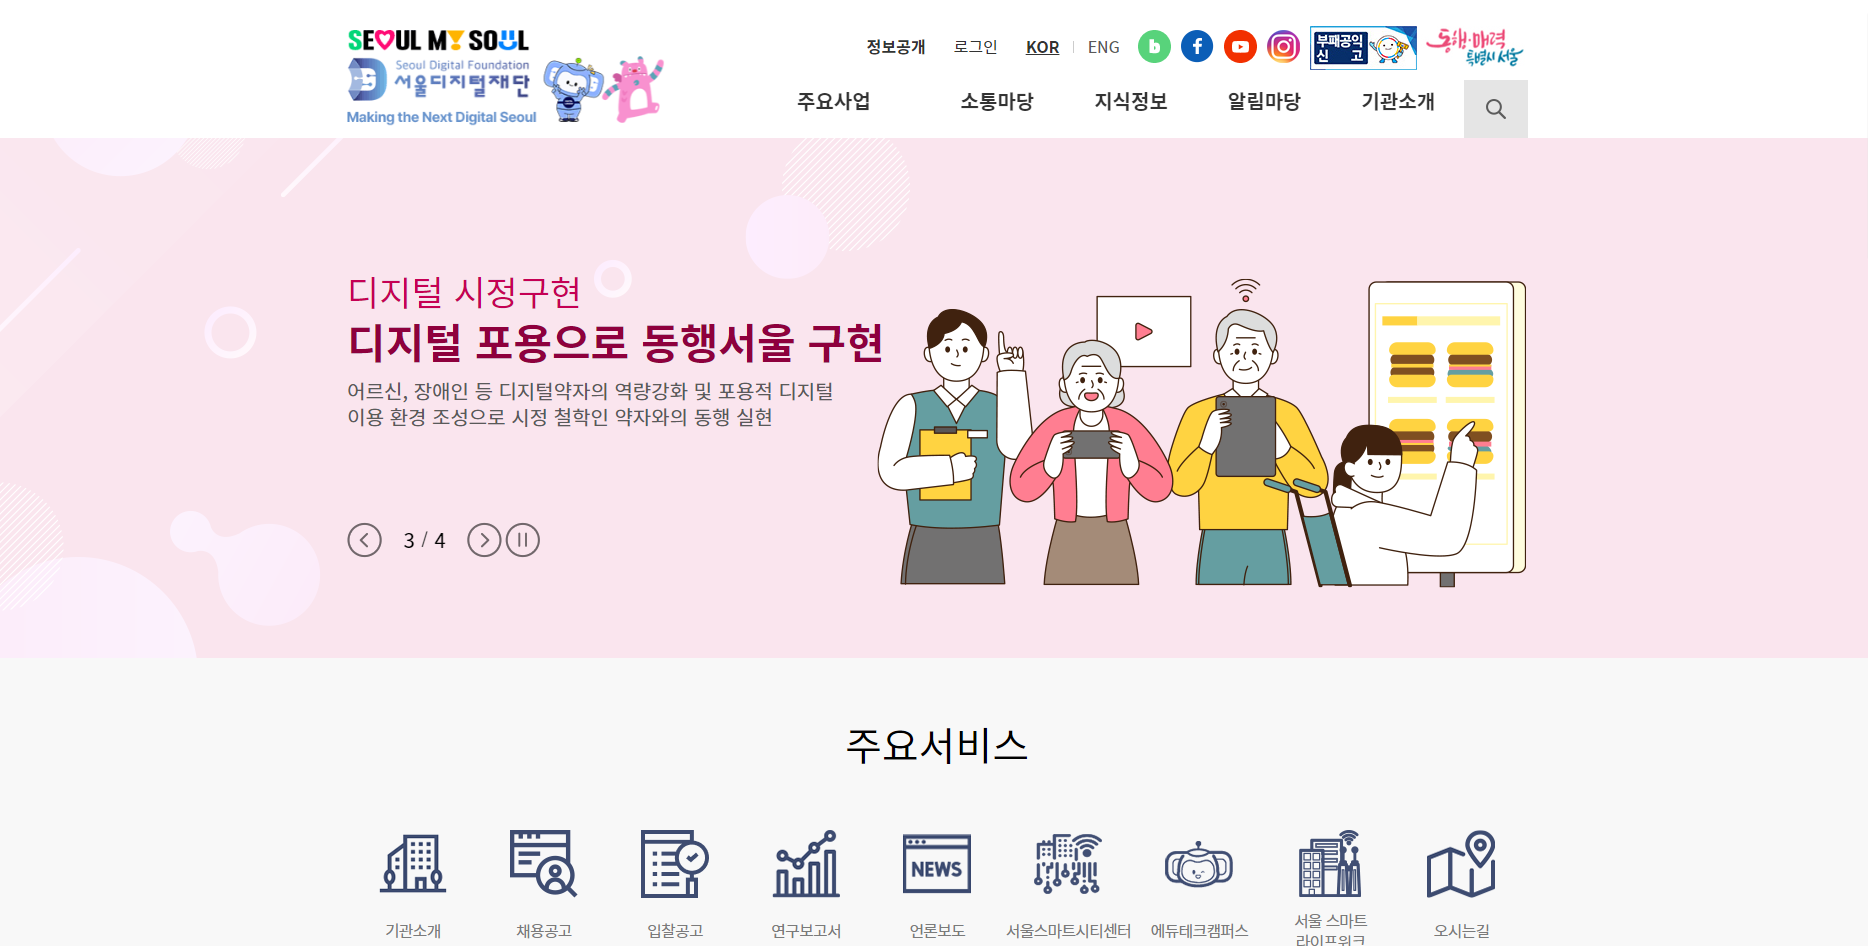 SEOUL MY SOUL
Seoul Digital Foundation
서울디지털재단
Making the Next Digital Seoul
정보공개
로그인
KOR
ENG
부패공익
신 고
동행·매력
특별시 서울
주요사업
소통마당
지식정보
알림마당
기관소개
디지털 시정구현
디지털 포용으로 동행서울 구현
어르신, 장애인 등 디지털약자의 역량강화 및 포용적 디지털
이용 환경 조성으로 시정 철학인 약자와의 동행 실현
3 / 4
주요서비스
NEWS
기관소개
채용공고
입찰공고
연구보고서
언론보도
서울스마트시티센터
에듀테크캠퍼스
서울 스마트
라이프위크
오시는길